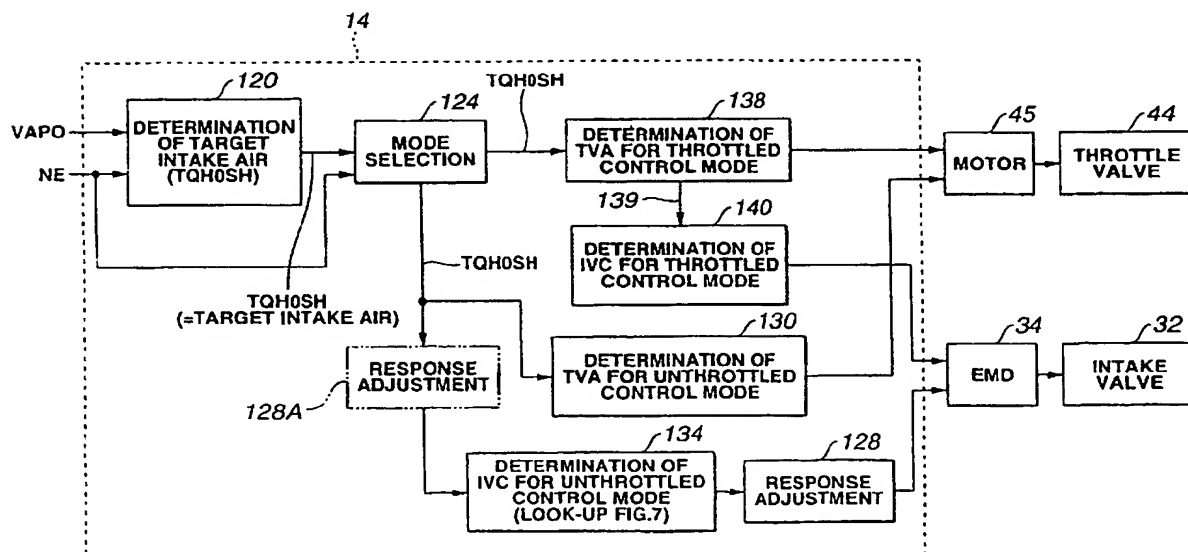 14
120
VAPO
NE
DETERMINATION
OF TARGET
INTAKE AIR
(TQH0SH)
124
MODE
SELECTION
TQH0SH
138
DETERMINATION OF
TVA FOR THROTTLED
CONTROL MODE
45
MOTOR
44
THROTTLE
VALVE
139
140
DETERMINATION OF
IVC FOR THROTTLED
CONTROL MODE
TQH0SH
TQH0SH
(=TARGET INTAKE AIR)
130
DETERMINATION OF
TVA FOR UNTHROTTLED
CONTROL MODE
34
EMD
32
INTAKE
VALVE
RESPONSE
ADJUSTMENT
128A
134
DETERMINATION OF
IVC FOR UNTHROTTLED
CONTROL MODE
(LOOK-UP FIG.7)
128
RESPONSE
ADJUSTMENT